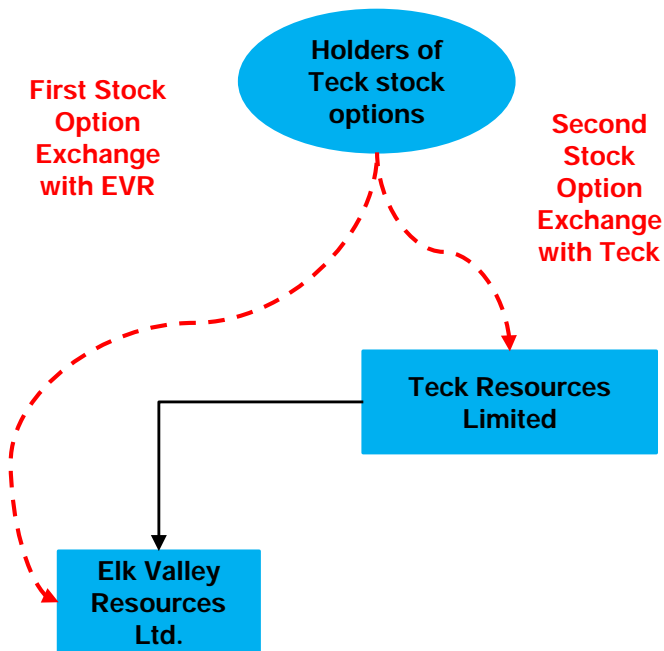 Holders of
Teck stock
options
First Stock
Option
Exchange
with EVR
Second
Stock
Option
Exchange
with Teck
Teck Resources
Limited
Elk Valley
Resources
Ltd.